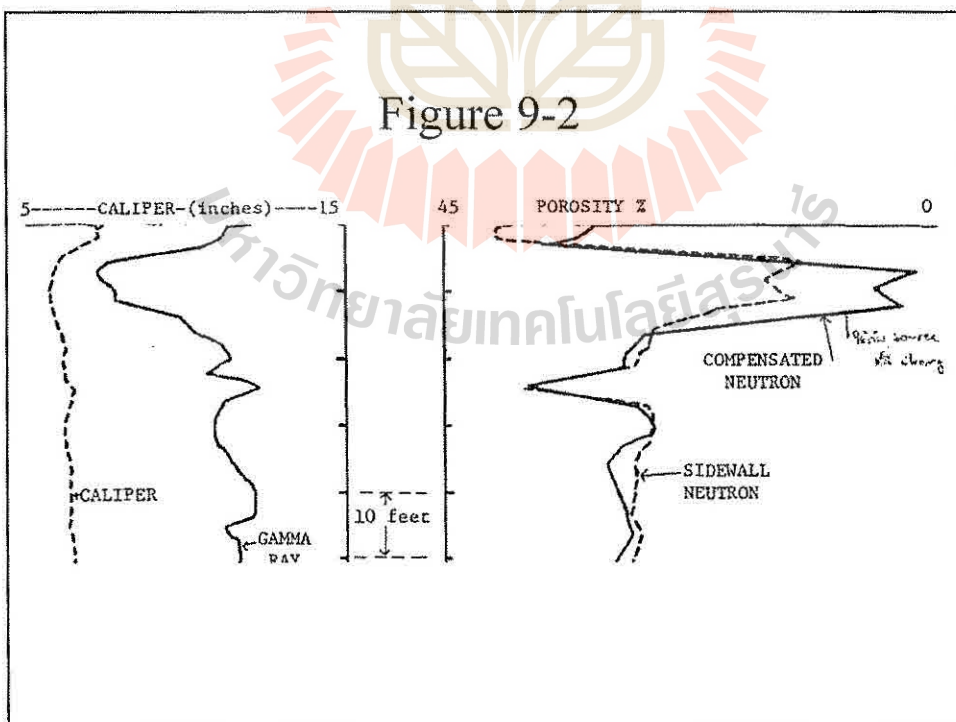 Figure 9-2
5------CALIPER-(inches)----15
45 POROSITY % 0
มหาวิทยาลัยเทคโนโลยีสุรนารี
COMPENSATED
NEUTRON
source
SIDEWALL
NEUTRON
CALIPER
10 feet
GAMMA
RAY